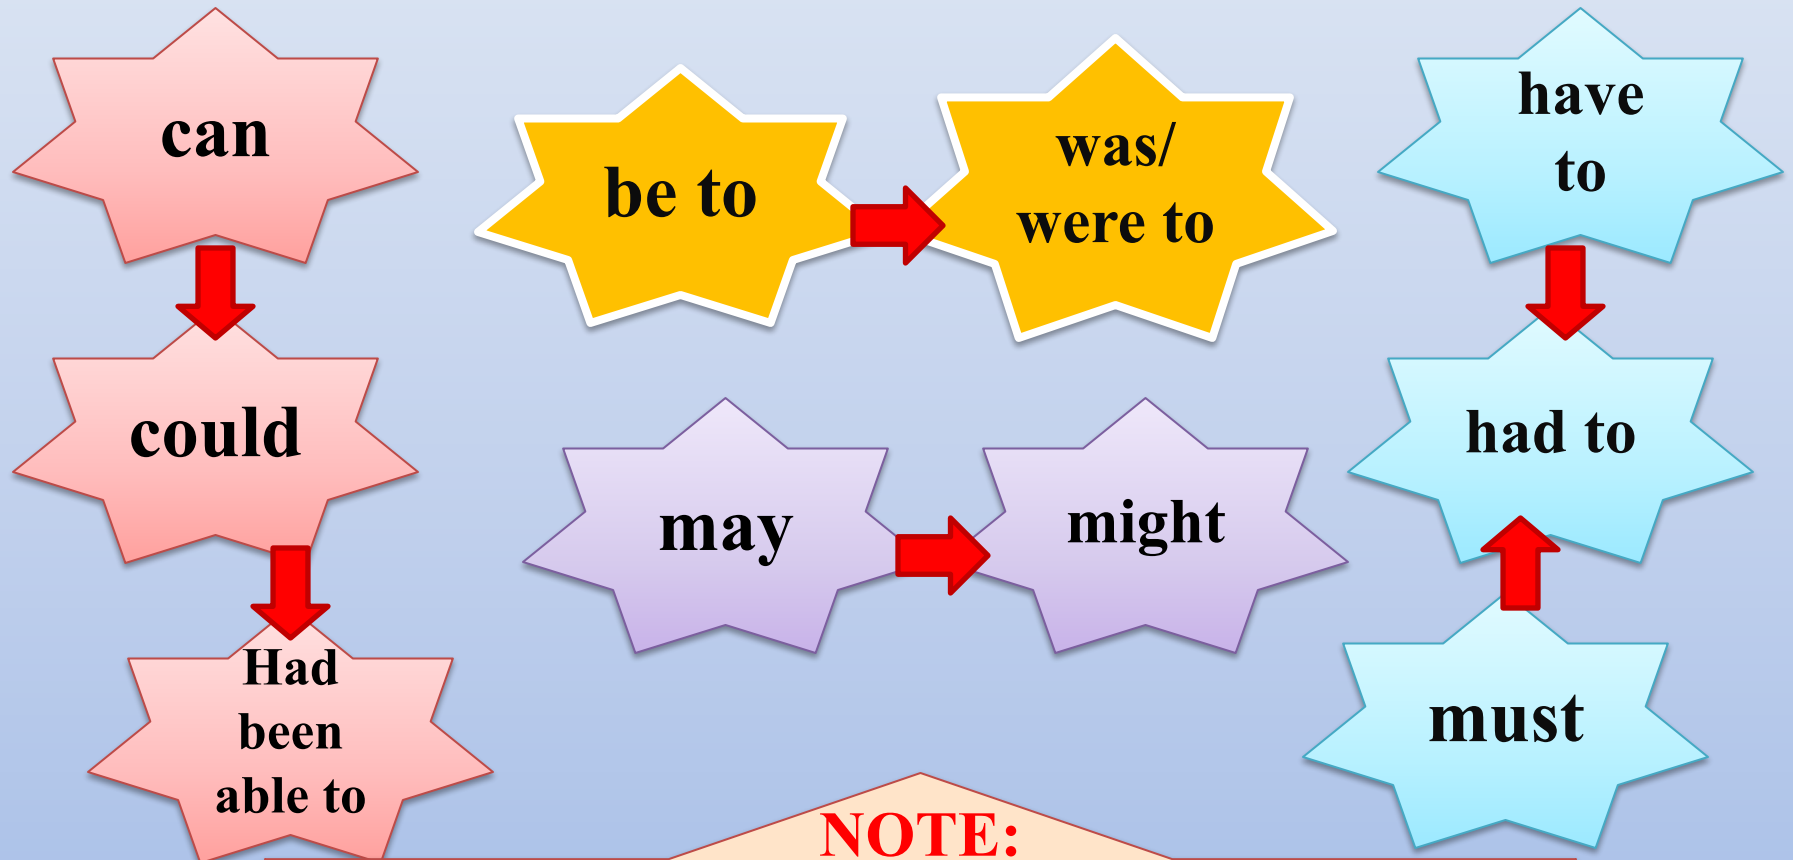 can
could
Had
been
able to
be to
was/
were to
may
might
have
to
had to
must
NOTE: